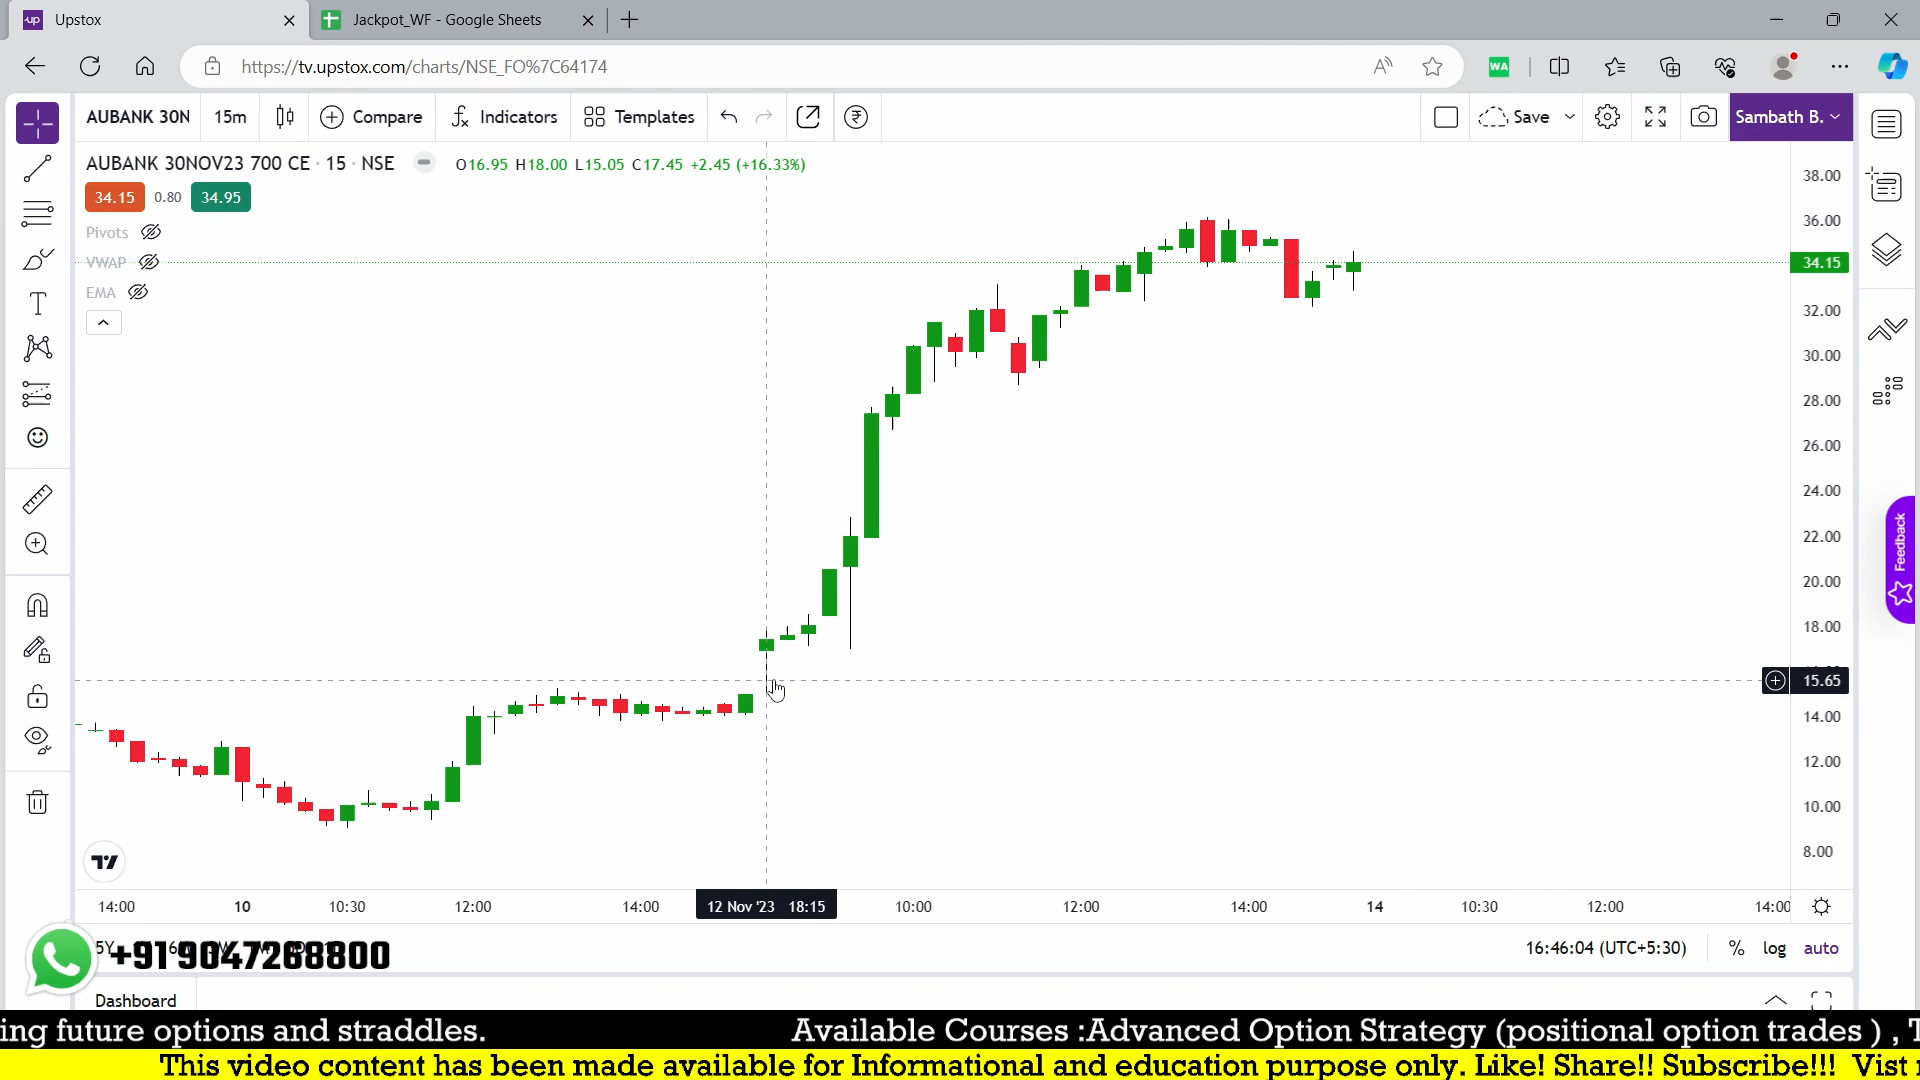 Upstox
Jackpot_WF - Google Sheets
https://tv.upstox.com/charts/NSE_FO%7C64174
WA
AUBANK 30N
15m
Compare
Indicators
Templates
Save
Sambath B.
AUBANK 30NOV23 700 CE · 15 · NSE
O16.95 H18.00 L15.05 C17.45 +2.45 (+16.33%)
34.15
0.80
34.95
Pivots
VWAP
EMA
38.00
36.00
34.15
32.00
30.00
28.00
26.00
24.00
22.00
20.00
18.00
15.65
14.00
12.00
10.00
8.00
Feedback
14:00
10
10:30
12:00
14:00
12 Nov '23 18:15
10:00
12:00
14:00
14
10:30
12:00
14:00
5Y
+91 9047268800
16:46:04 (UTC+5:30)
%
log
auto
Dashboard
ing future options and straddles.
Available Courses :Advanced Option Strategy (positional option trades ) , T
This video content has been made available for Informational and education purpose only. Like! Share!! Subscribe!!! Vist